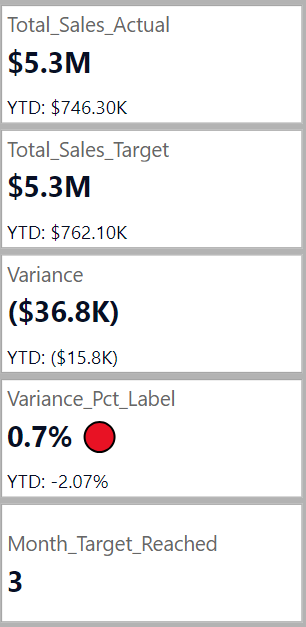 Total_Sales_Actual
$5.3M
YTD: $746.30K
Total_Sales_Target
$5.3M
YTD: $762.10K
Variance
($36.8K)
YTD: ($15.8K)
Variance_Pct_Label
0.7%
YTD: -2.07%
Month_Target_Reached
3